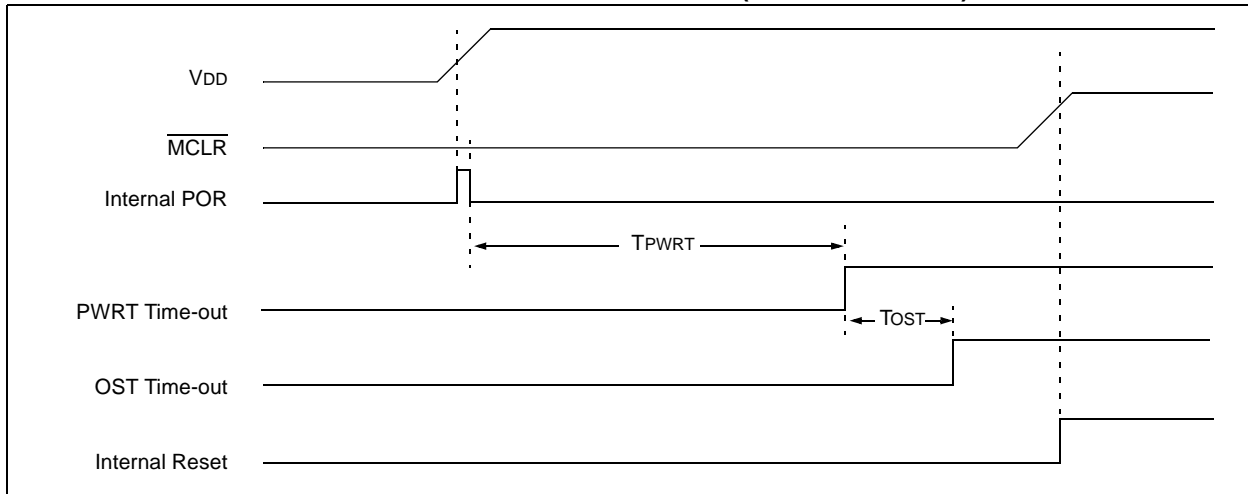 VDD
MCLR
Internal POR
TPWRT
PWRT Time-out
TOST
OST Time-out
Internal Reset